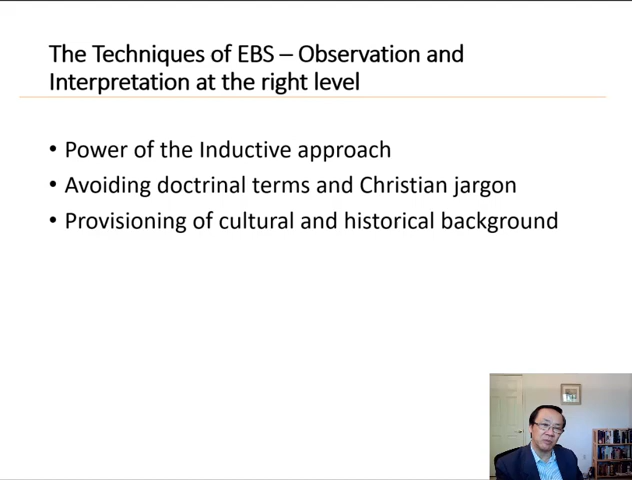 The Techniques of EBS – Observation and
Interpretation at the right level
• Power of the Inductive approach
• Avoiding doctrinal terms and Christian jargon
• Provisioning of cultural and historical background